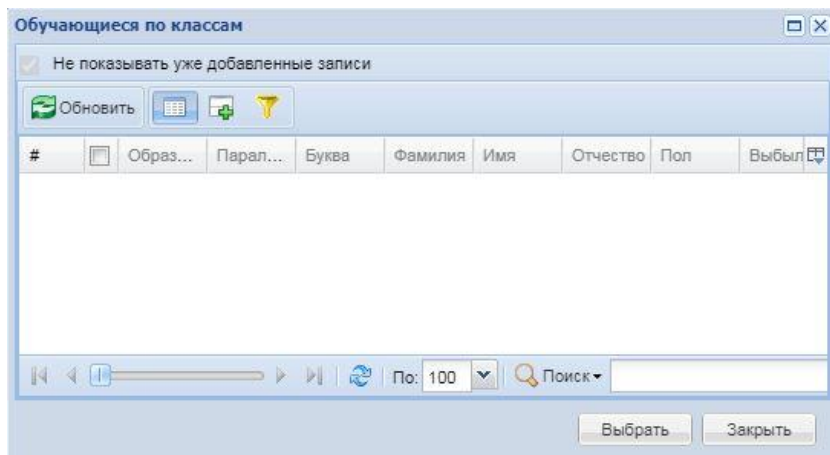 Обучающиеся по классам
Не показывать уже добавленные записи
Обновить
# Образ... Парал... Буква Фамилия Имя Отчество Пол Выбыл
По: 100 Поиск
Выбрать Закрыть